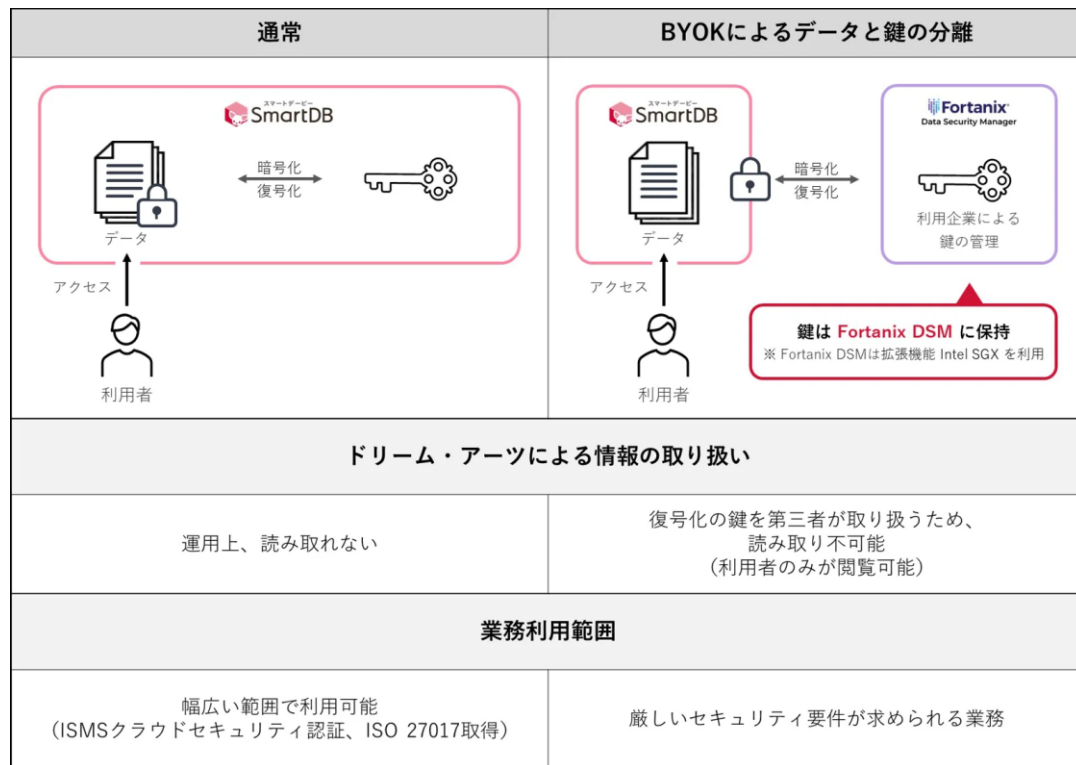 通常
BYOKによるデータと鍵の分離
スマートデービー
SmartDB
暗号化
復号化
データ
アクセス
利用者
スマートデービー
SmartDB
暗号化
復号化
データ
アクセス
利用者
Fortanix
Data Security Manager
利用企業による
鍵の管理
鍵は Fortanix DSM に保持
※ Fortanix DSMは拡張機能 Intel SGX を利用
ドリーム・アーツによる情報の取り扱い
運用上、読み取れない
復号化の鍵を第三者が取り扱うため、
読み取り不可能
(利用者のみが閲覧可能)
業務利用範囲
幅広い範囲で利用可能
(ISMSクラウドセキュリティ認証、ISO 27017取得)
厳しいセキュリティ要件が求められる業務